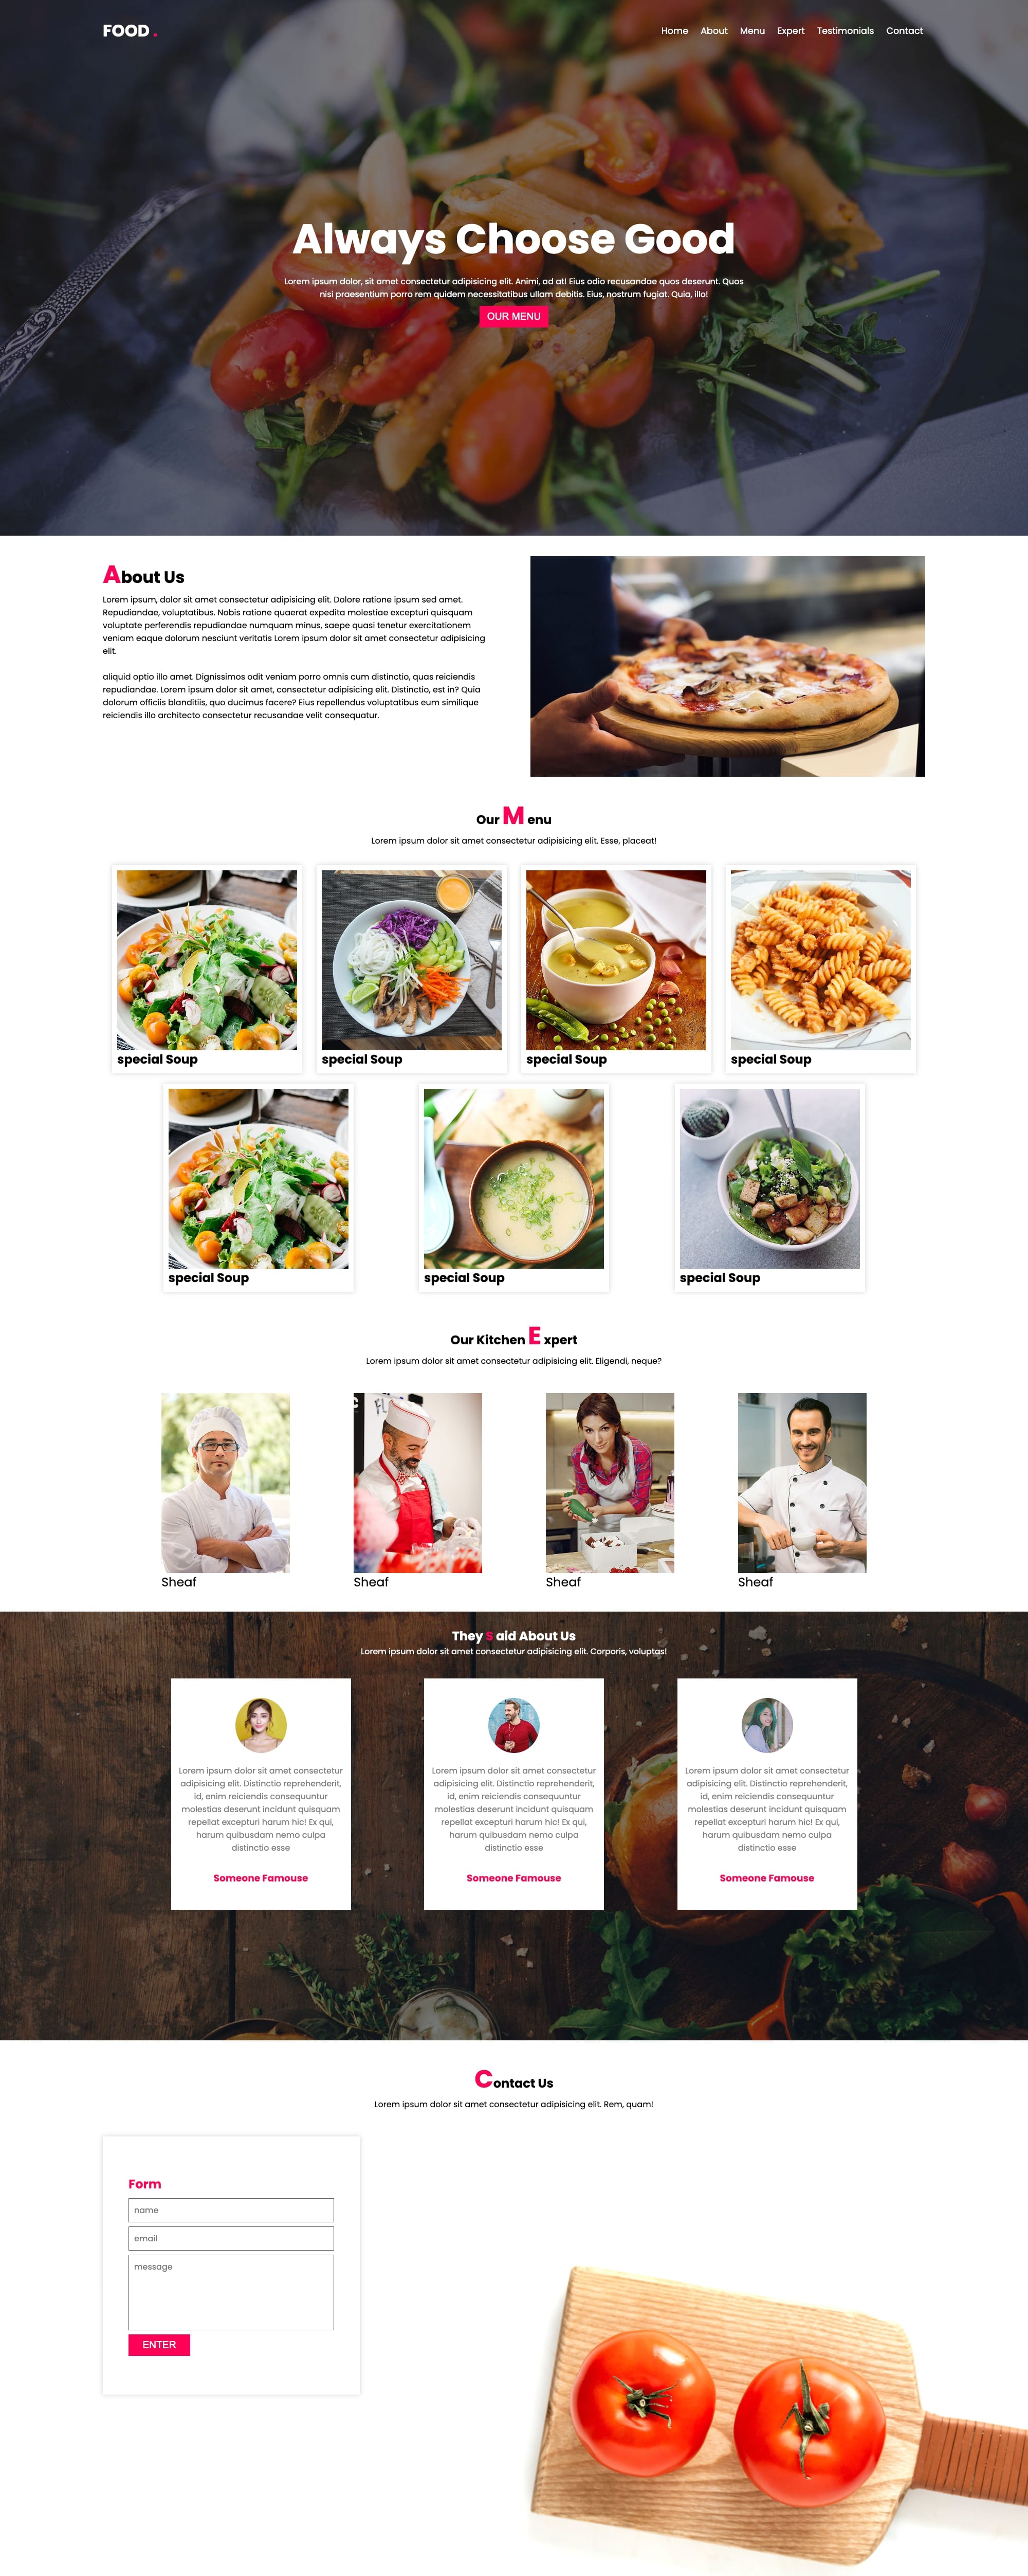 FOOD .
Home About Menu Expert Testimonials Contact
Always Choose Good
Lorem ipsum dolor, sit amet consectetur adipisicing elit. Animi, ad at! Eius odio recusandae quos deserunt. Quos
nisi praesentium porro rem quidem necessitatibus ullam debitis. Eius, nostrum fugiat. Quia, illo!
OUR MENU
About Us
Lorem ipsum, dolor sit amet consectetur adipisicing elit. Dolore ratione ipsum sed amet.
Repudiandae, voluptatibus. Nobis ratione quaerat expedita molestiae excepturi quisquam
voluptate perferendis repudiandae numquam minus, saepe quasi tenetur exercitationem
veniam eaque dolorum nesciunt veritatis Lorem ipsum dolor sit amet consectetur adipisicing
elit.
aliquid optio illo amet. Dignissimos odit veniam porro omnis cum distinctio, quas reiciendis
repudiandae. Lorem ipsum dolor sit amet, consectetur adipisicing elit. Distinctio, est in? Quia
dolorum officiis blanditiis, quo ducimus facere? Eius repellendus voluptatibus eum similique
reiciendis illo architecto consectetur recusandae velit consequatur.
Our M enu
Lorem ipsum dolor sit amet consectetur adipisicing elit. Esse, placeat!
special Soup
special Soup
special Soup
special Soup
special Soup
special Soup
special Soup
Our Kitchen E xpert
Lorem ipsum dolor sit amet consectetur adipisicing elit. Eligendi, neque?
Sheaf
Sheaf
Sheaf
Sheaf
They S aid About Us
Lorem ipsum dolor sit amet consectetur adipisicing elit. Corporis, voluptas!
Lorem ipsum dolor sit amet consectetur
adipisicing elit. Distinctio reprehenderit,
id, enim reiciendis consequuntur
molestias deserunt incidunt quisquam
repellat excepturi harum hic! Ex qui,
harum quibusdam nemo culpa
distinctio esse
Someone Famouse
Lorem ipsum dolor sit amet consectetur
adipisicing elit. Distinctio reprehenderit,
id, enim reiciendis consequuntur
molestias deserunt incidunt quisquam
repellat excepturi harum hic! Ex qui,
harum quibusdam nemo culpa
distinctio esse
Someone Famouse
Lorem ipsum dolor sit amet consectetur
adipisicing elit. Distinctio reprehenderit,
id, enim reiciendis consequuntur
molestias deserunt incidunt quisquam
repellat excepturi harum hic! Ex qui,
harum quibusdam nemo culpa
distinctio esse
Someone Famouse
Contact Us
Lorem ipsum dolor sit amet consectetur adipisicing elit. Rem, quam!
Form
name
email
message
ENTER